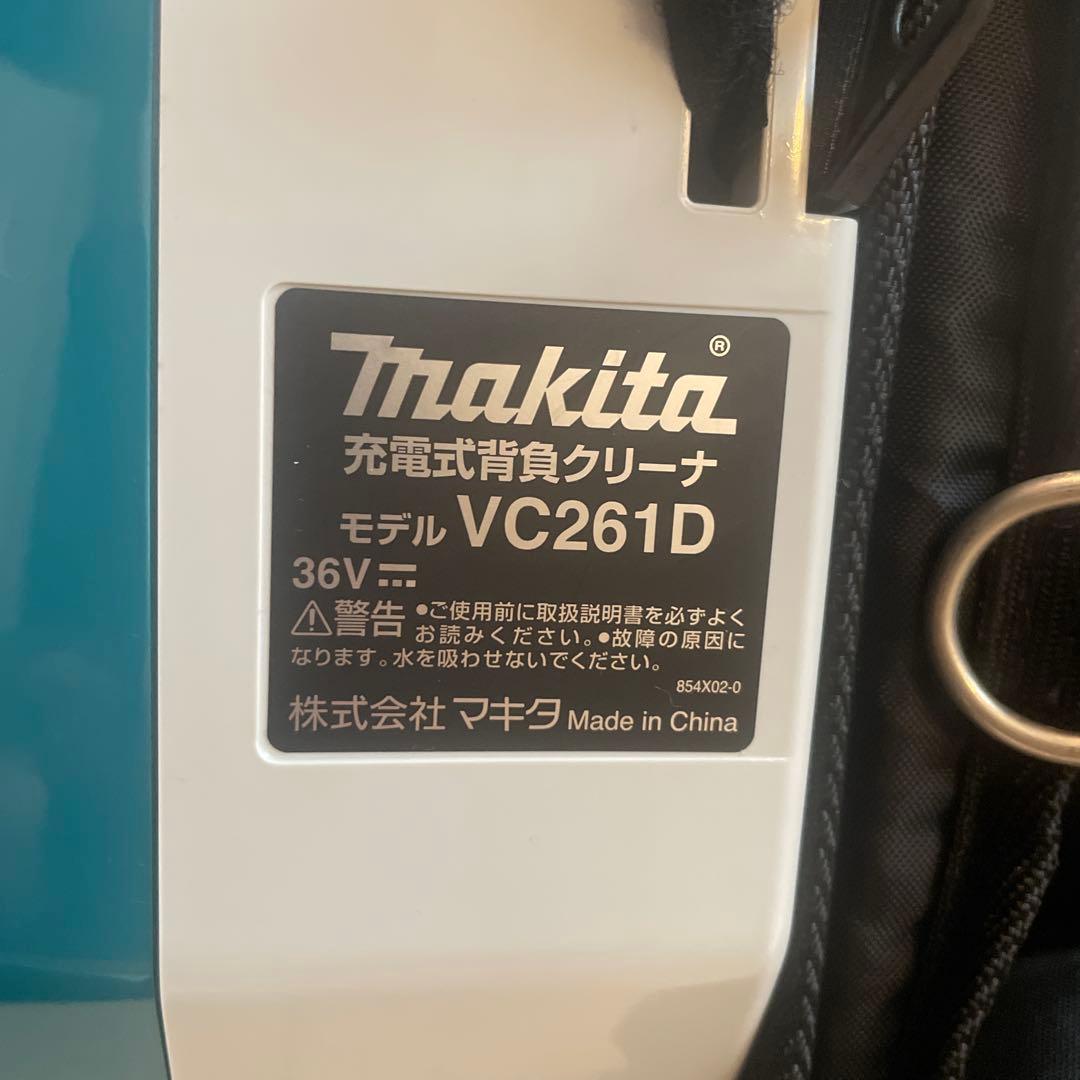 makita®
充電式背負クリーナ
モデル VC261D
36V⎓
⚠警告 •ご使用前に取扱説明書を必ずよく
お読みください。•故障の原因に
なります。水を吸わせないでください。
854X02-0
株式会社マキタ Made in China